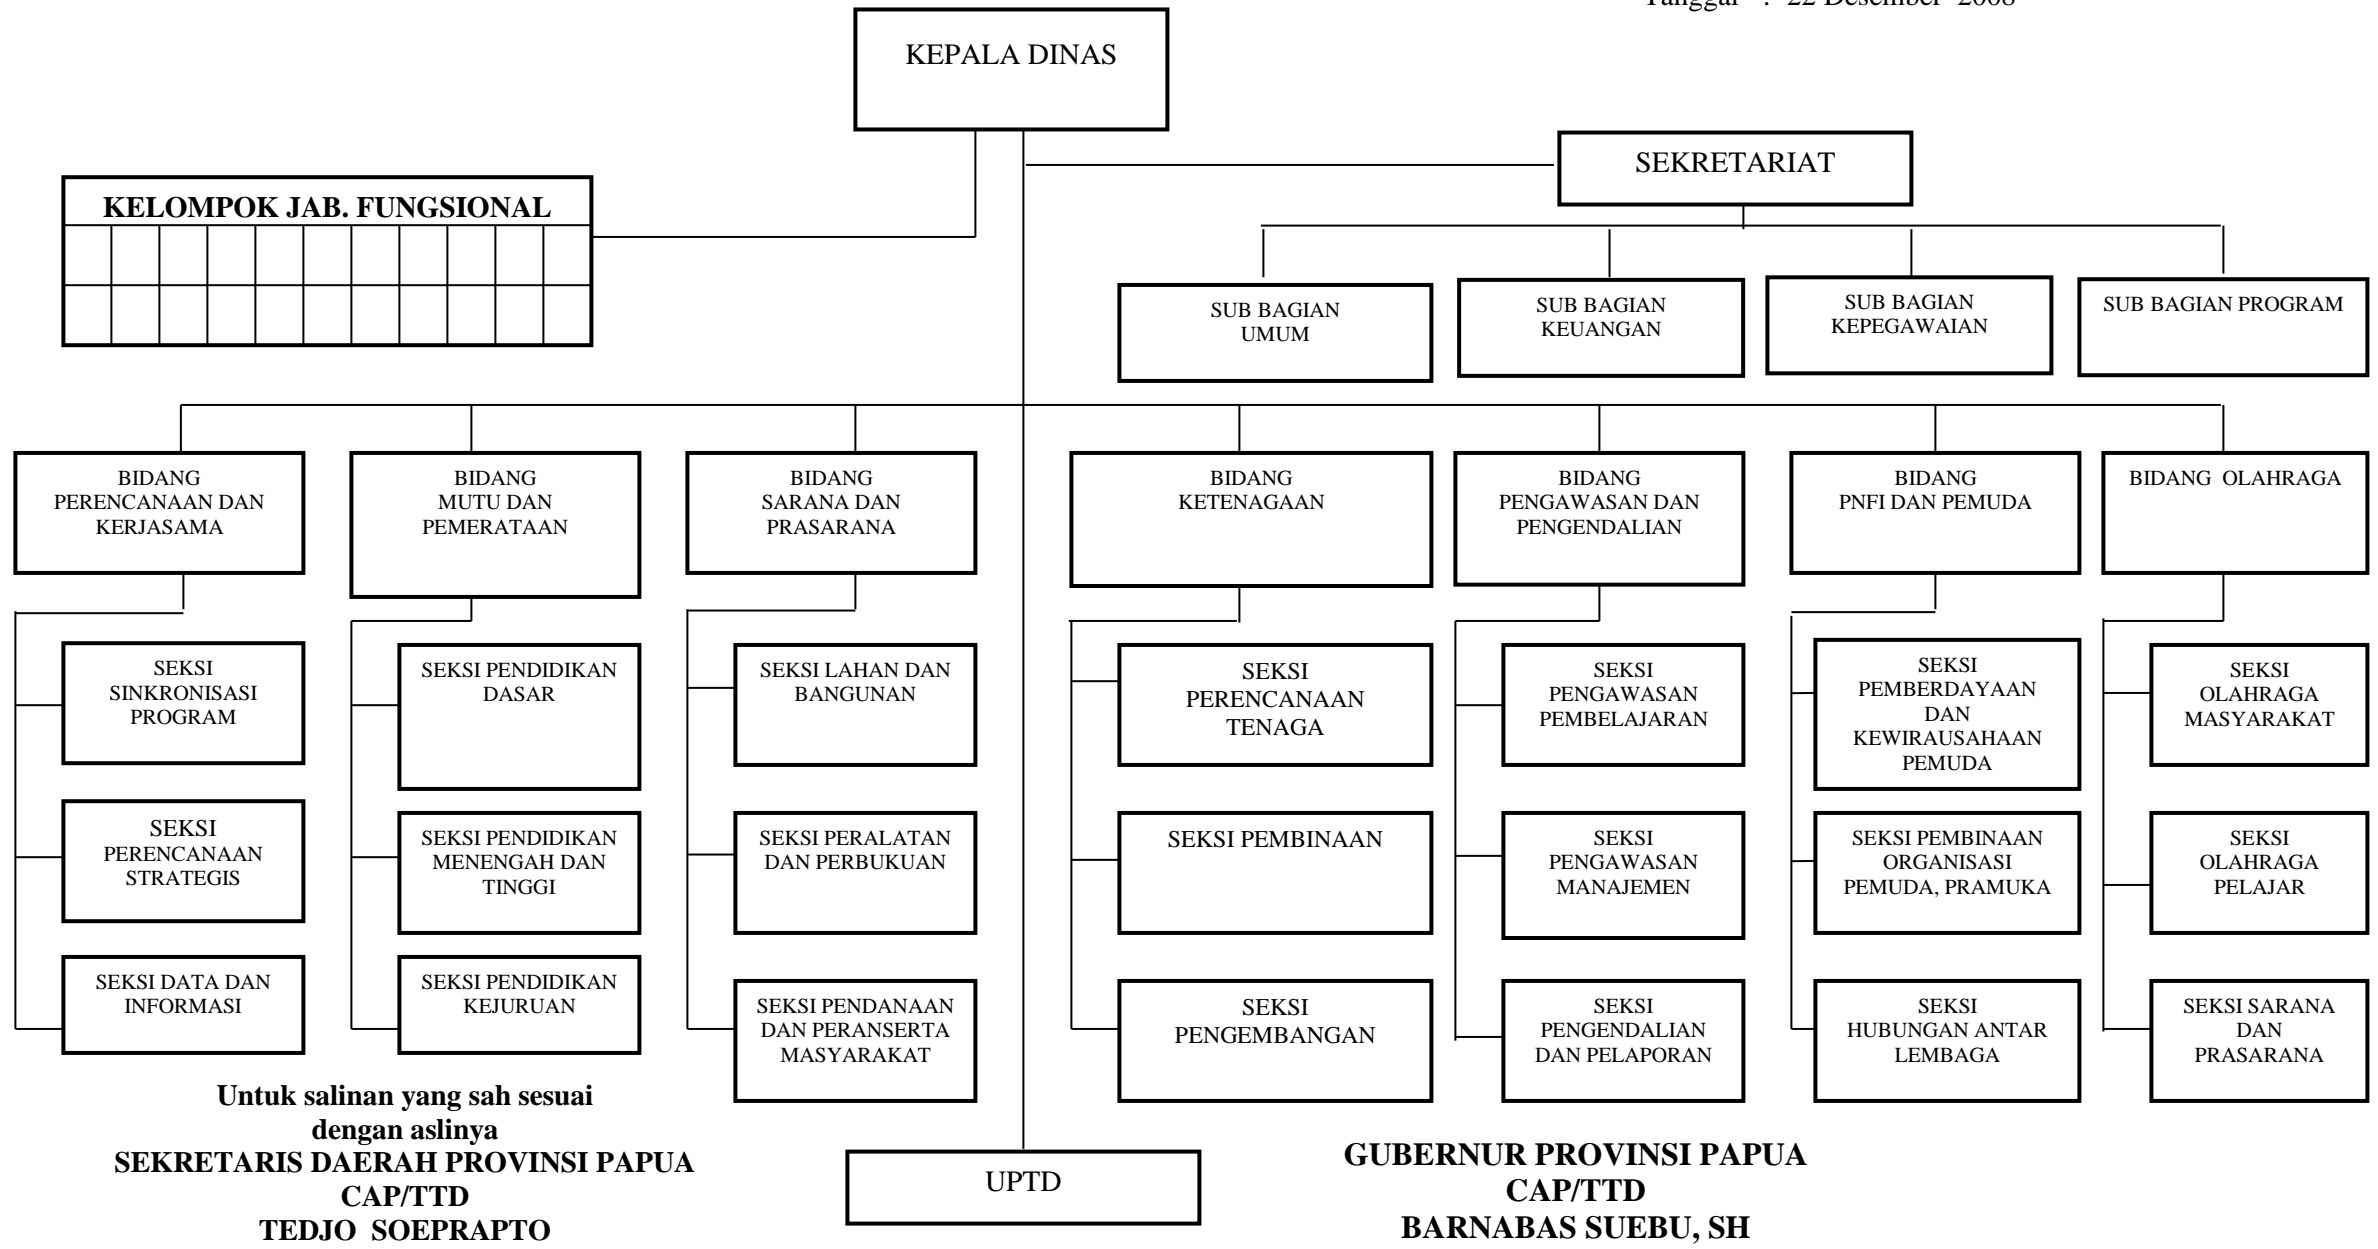 Tanggal : 22 Desember 2008
KEPALA DINAS
SEKRETARIAT
KELOMPOK JAB. FUNGSIONAL
SUB BAGIAN
UMUM
SUB BAGIAN
KEUANGAN
SUB BAGIAN
KEPEGAWAIAN
SUB BAGIAN PROGRAM
BIDANG
PERENCANAAN DAN
KERJASAMA
BIDANG
MUTU DAN
PEMERATAAN
BIDANG
SARANA DAN
PRASARANA
BIDANG
KETENAGAAN
BIDANG
PENGAWASAN DAN
PENGENDALIAN
BIDANG
PNFI DAN PEMUDA
BIDANG OLAHRAGA
SEKSI
SINKRONISASI
PROGRAM
SEKSI PENDIDIKAN
DASAR
SEKSI LAHAN DAN
BANGUNAN
SEKSI
PERENCANAAN
TENAGA
SEKSI
PENGAWASAN
PEMBELAJARAN
SEKSI
PEMBERDAYAAN
DAN
KEWIRAUSAHAAN
PEMUDA
SEKSI
OLAHRAGA
MASYARAKAT
SEKSI
PERENCANAAN
STRATEGIS
SEKSI PENDIDIKAN
MENENGAH DAN
TINGGI
SEKSI PERALATAN
DAN PERBUKUAN
SEKSI PEMBINAAN
SEKSI
PENGAWASAN
MANAJEMEN
SEKSI PEMBINAAN
ORGANISASI
PEMUDA, PRAMUKA
SEKSI
OLAHRAGA
PELAJAR
SEKSI DATA DAN
INFORMASI
SEKSI PENDIDIKAN
KEJURUAN
SEKSI PENDANAAN
DAN PERANSERTA
MASYARAKAT
SEKSI
PENGEMBANGAN
SEKSI
PENGENDALIAN
DAN PELAPORAN
SEKSI
HUBUNGAN ANTAR
LEMBAGA
SEKSI SARANA
DAN
PRASARANA
Untuk salinan yang sah sesuai
dengan aslinya
SEKRETARIS DAERAH PROVINSI PAPUA
CAP/TTD
TEDJO SOEPRAPTO
UPTD
GUBERNUR PROVINSI PAPUA
CAP/TTD
BARNABAS SUEBU, SH